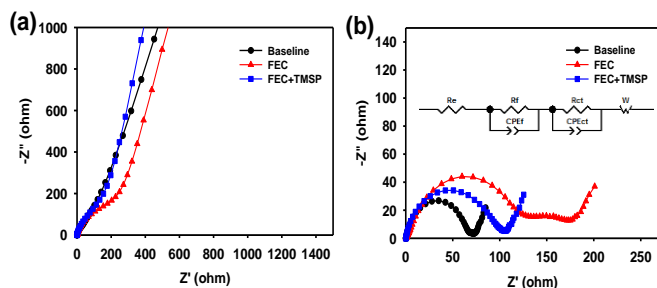 (a)
1000
800
600
400
200
0
-Z" (ohm)
0 200 400 600 800 1000 1200 1400
Z' (ohm)
Baseline
FEC
FEC+TMSP
(b)
140
120
100
80
60
40
20
0
-Z" (ohm)
0 50 100 150 200 250
Z' (ohm)
Baseline
FEC
FEC+TMSP
Re Rf Rct W
CPEf CPEct